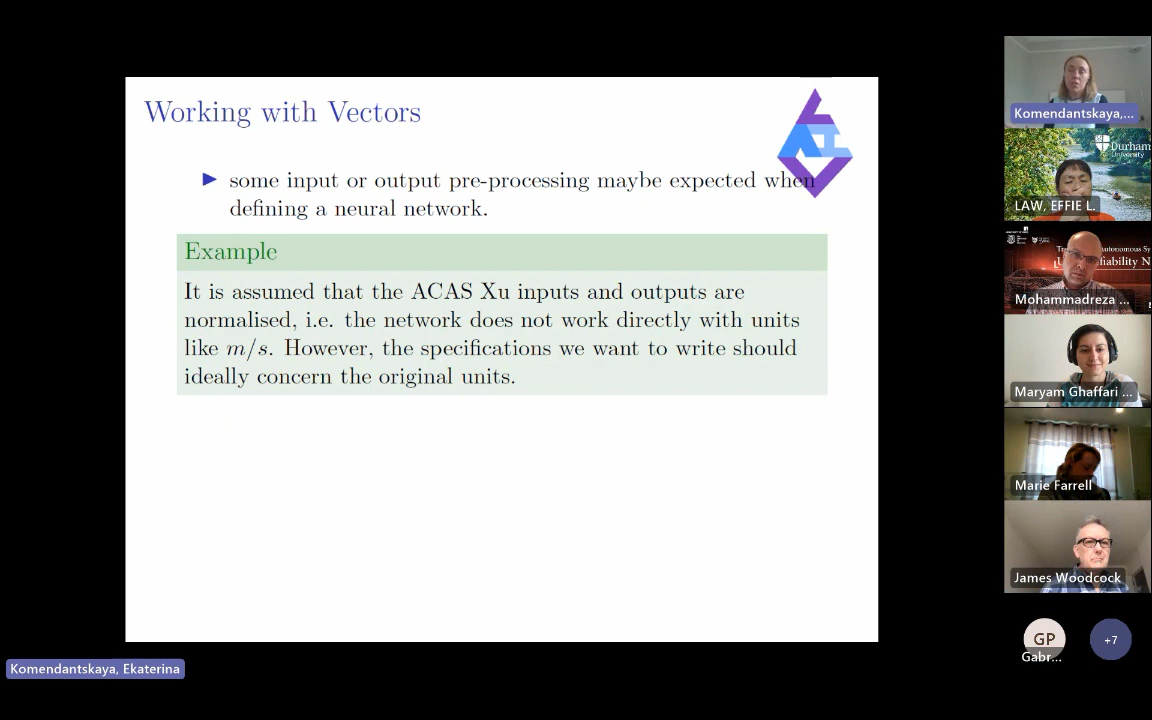 Working with Vectors
▶ some input or output pre-processing maybe expected when
defining a neural network.
Example
It is assumed that the ACAS Xu inputs and outputs are
normalised, i.e. the network does not work directly with units
like m/s. However, the specifications we want to write should
ideally concern the original units.
Komendantskaya,...
Durham
University
LAW, EFFIE L.
Mohammadreza ...
Maryam Ghaffari ...
Marie Farrell
James Woodcock
GP
+7
Gabr...
Komendantskaya, Ekaterina